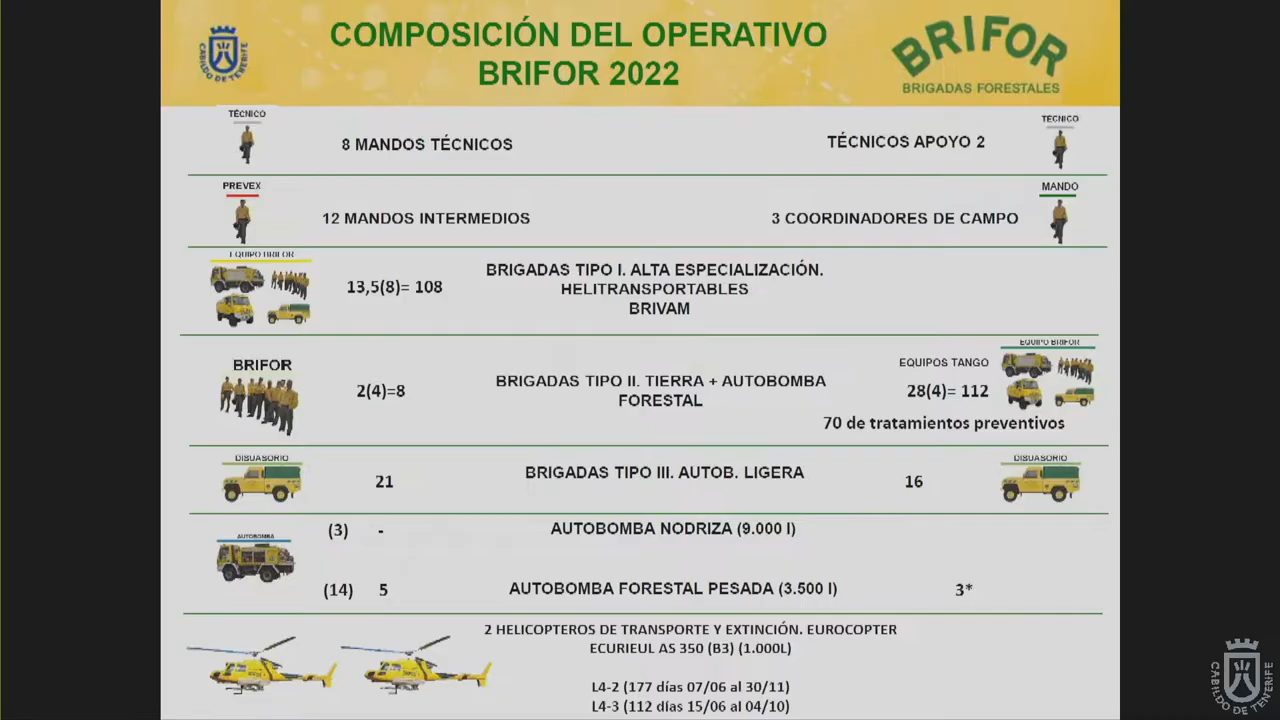 COMPOSICIÓN DEL OPERATIVO
BRIFOR 2022
CABILDO DE TENERIFE
BRIFOR
BRIGADAS FORESTALES
TÉCNICO
8 MANDOS TÉCNICOS
TÉCNICOS APOYO 2
TÉCNICO
PREVEX
12 MANDOS INTERMEDIOS
3 COORDINADORES DE CAMPO
MANDO
EQUIPO BRIFOR
13,5(8)= 108
BRIGADAS TIPO I. ALTA ESPECIALIZACIÓN.
HELITRANSPORTABLES
BRIVAM
BRIFOR
2(4)=8
BRIGADAS TIPO II. TIERRA + AUTOBOMBA
FORESTAL
EQUIPOS TANGO
28(4)= 112
EQUIPO BRIFOR
70 de tratamientos preventivos
DISUASORIO
21
BRIGADAS TIPO III. AUTOB. LIGERA
16
DISUASORIO
AUTOBOMBA
(3) -
AUTOBOMBA NODRIZA (9.000 l)
(14) 5
AUTOBOMBA FORESTAL PESADA (3.500 l)
3*
2 HELICOPTEROS DE TRANSPORTE Y EXTINCIÓN. EUROCOPTER
ECURIEUL AS 350 (B3) (1.000L)
L4-2 (177 días 07/06 al 30/11)
L4-3 (112 días 15/06 al 04/10)
CABILDO DE TENERIFE